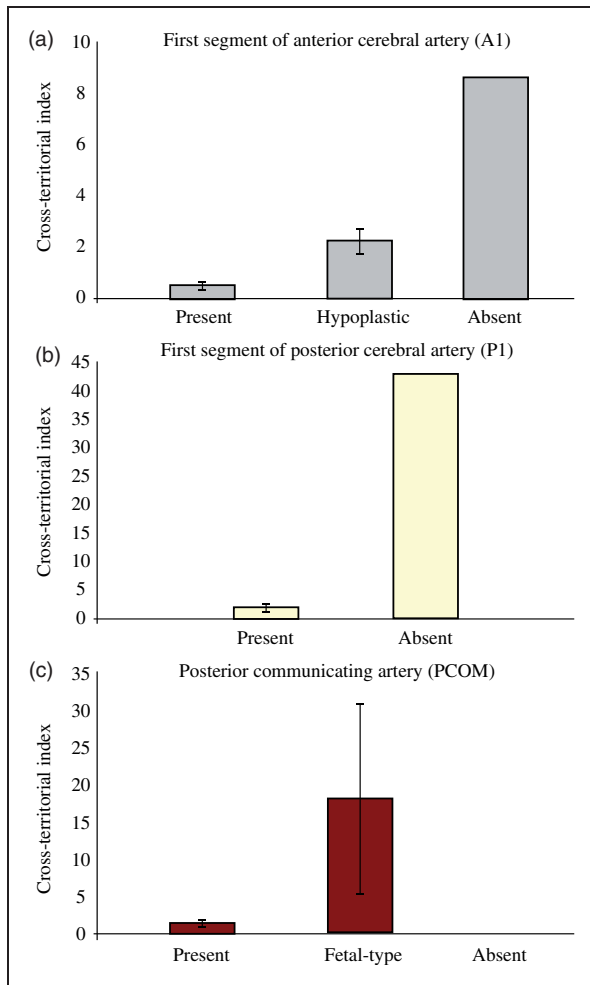 (a) First segment of anterior cerebral artery (A1)
Cross-territorial index
10
8
6
4
2
0
Present Hypoplastic Absent
(b) First segment of posterior cerebral artery (P1)
Cross-territorial index
45
40
35
30
25
20
15
10
5
0
Present Absent
(c) Posterior communicating artery (PCOM)
Cross-territorial index
35
30
25
20
15
10
5
0
Present Fetal-type Absent